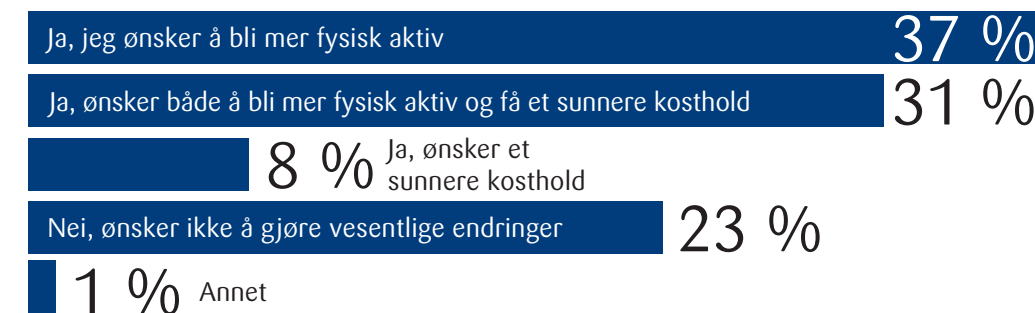 Ja, jeg ønsker å bli mer fysisk aktiv 37 %
Ja, ønsker både å bli mer fysisk aktiv og få et sunnere kosthold 31 %
8 % Ja, ønsker et
sunnere kosthold
Nei, ønsker ikke å gjøre vesentlige endringer 23 %
1 % Annet